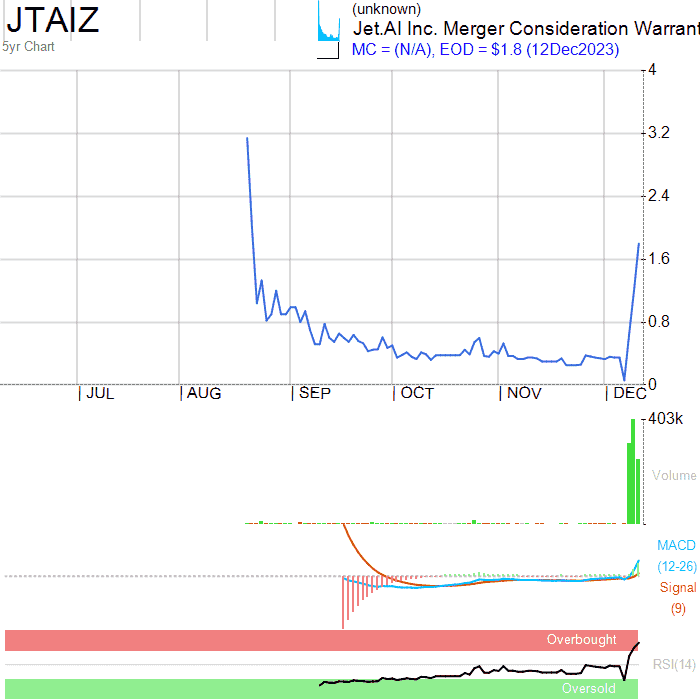 JTAIZ
5yr Chart
(unknown)
Jet.AI Inc. Merger Consideration Warrant
MC = (N/A), EOD = $1.8 (12Dec2023)
4
3.2
2.4
1.6
0.8
0
JUL
AUG
SEP
OCT
NOV
DEC
403k
Volume
MACD
(12-26)
Signal
(9)
Overbought
RSI(14)
Oversold